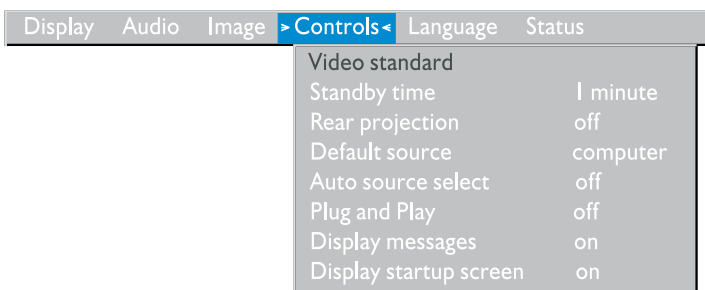 Display Audio Image >Controls< Language Status
Video standard
Standby time 1 minute
Rear projection off
Default source computer
Auto source select off
Plug and Play off
Display messages on
Display startup screen on